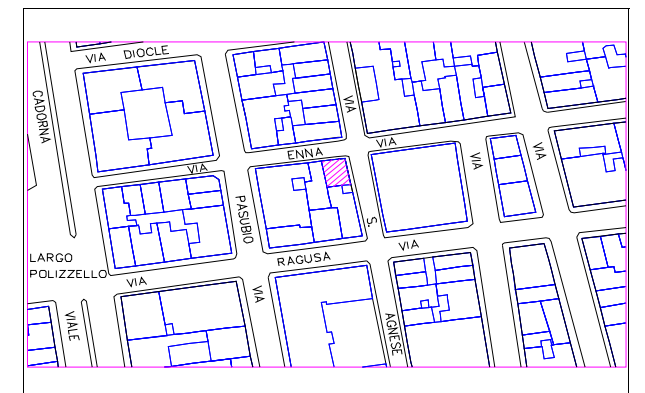 VIA DIOCLE
CADORNA
VIA
ENNA
VIA
VIA
VIA
VIA
PASUBIO
S.
LARGO
POLIZZELLO
RAGUSA
VIA
VIA
VIA
VIALE
AGNESE